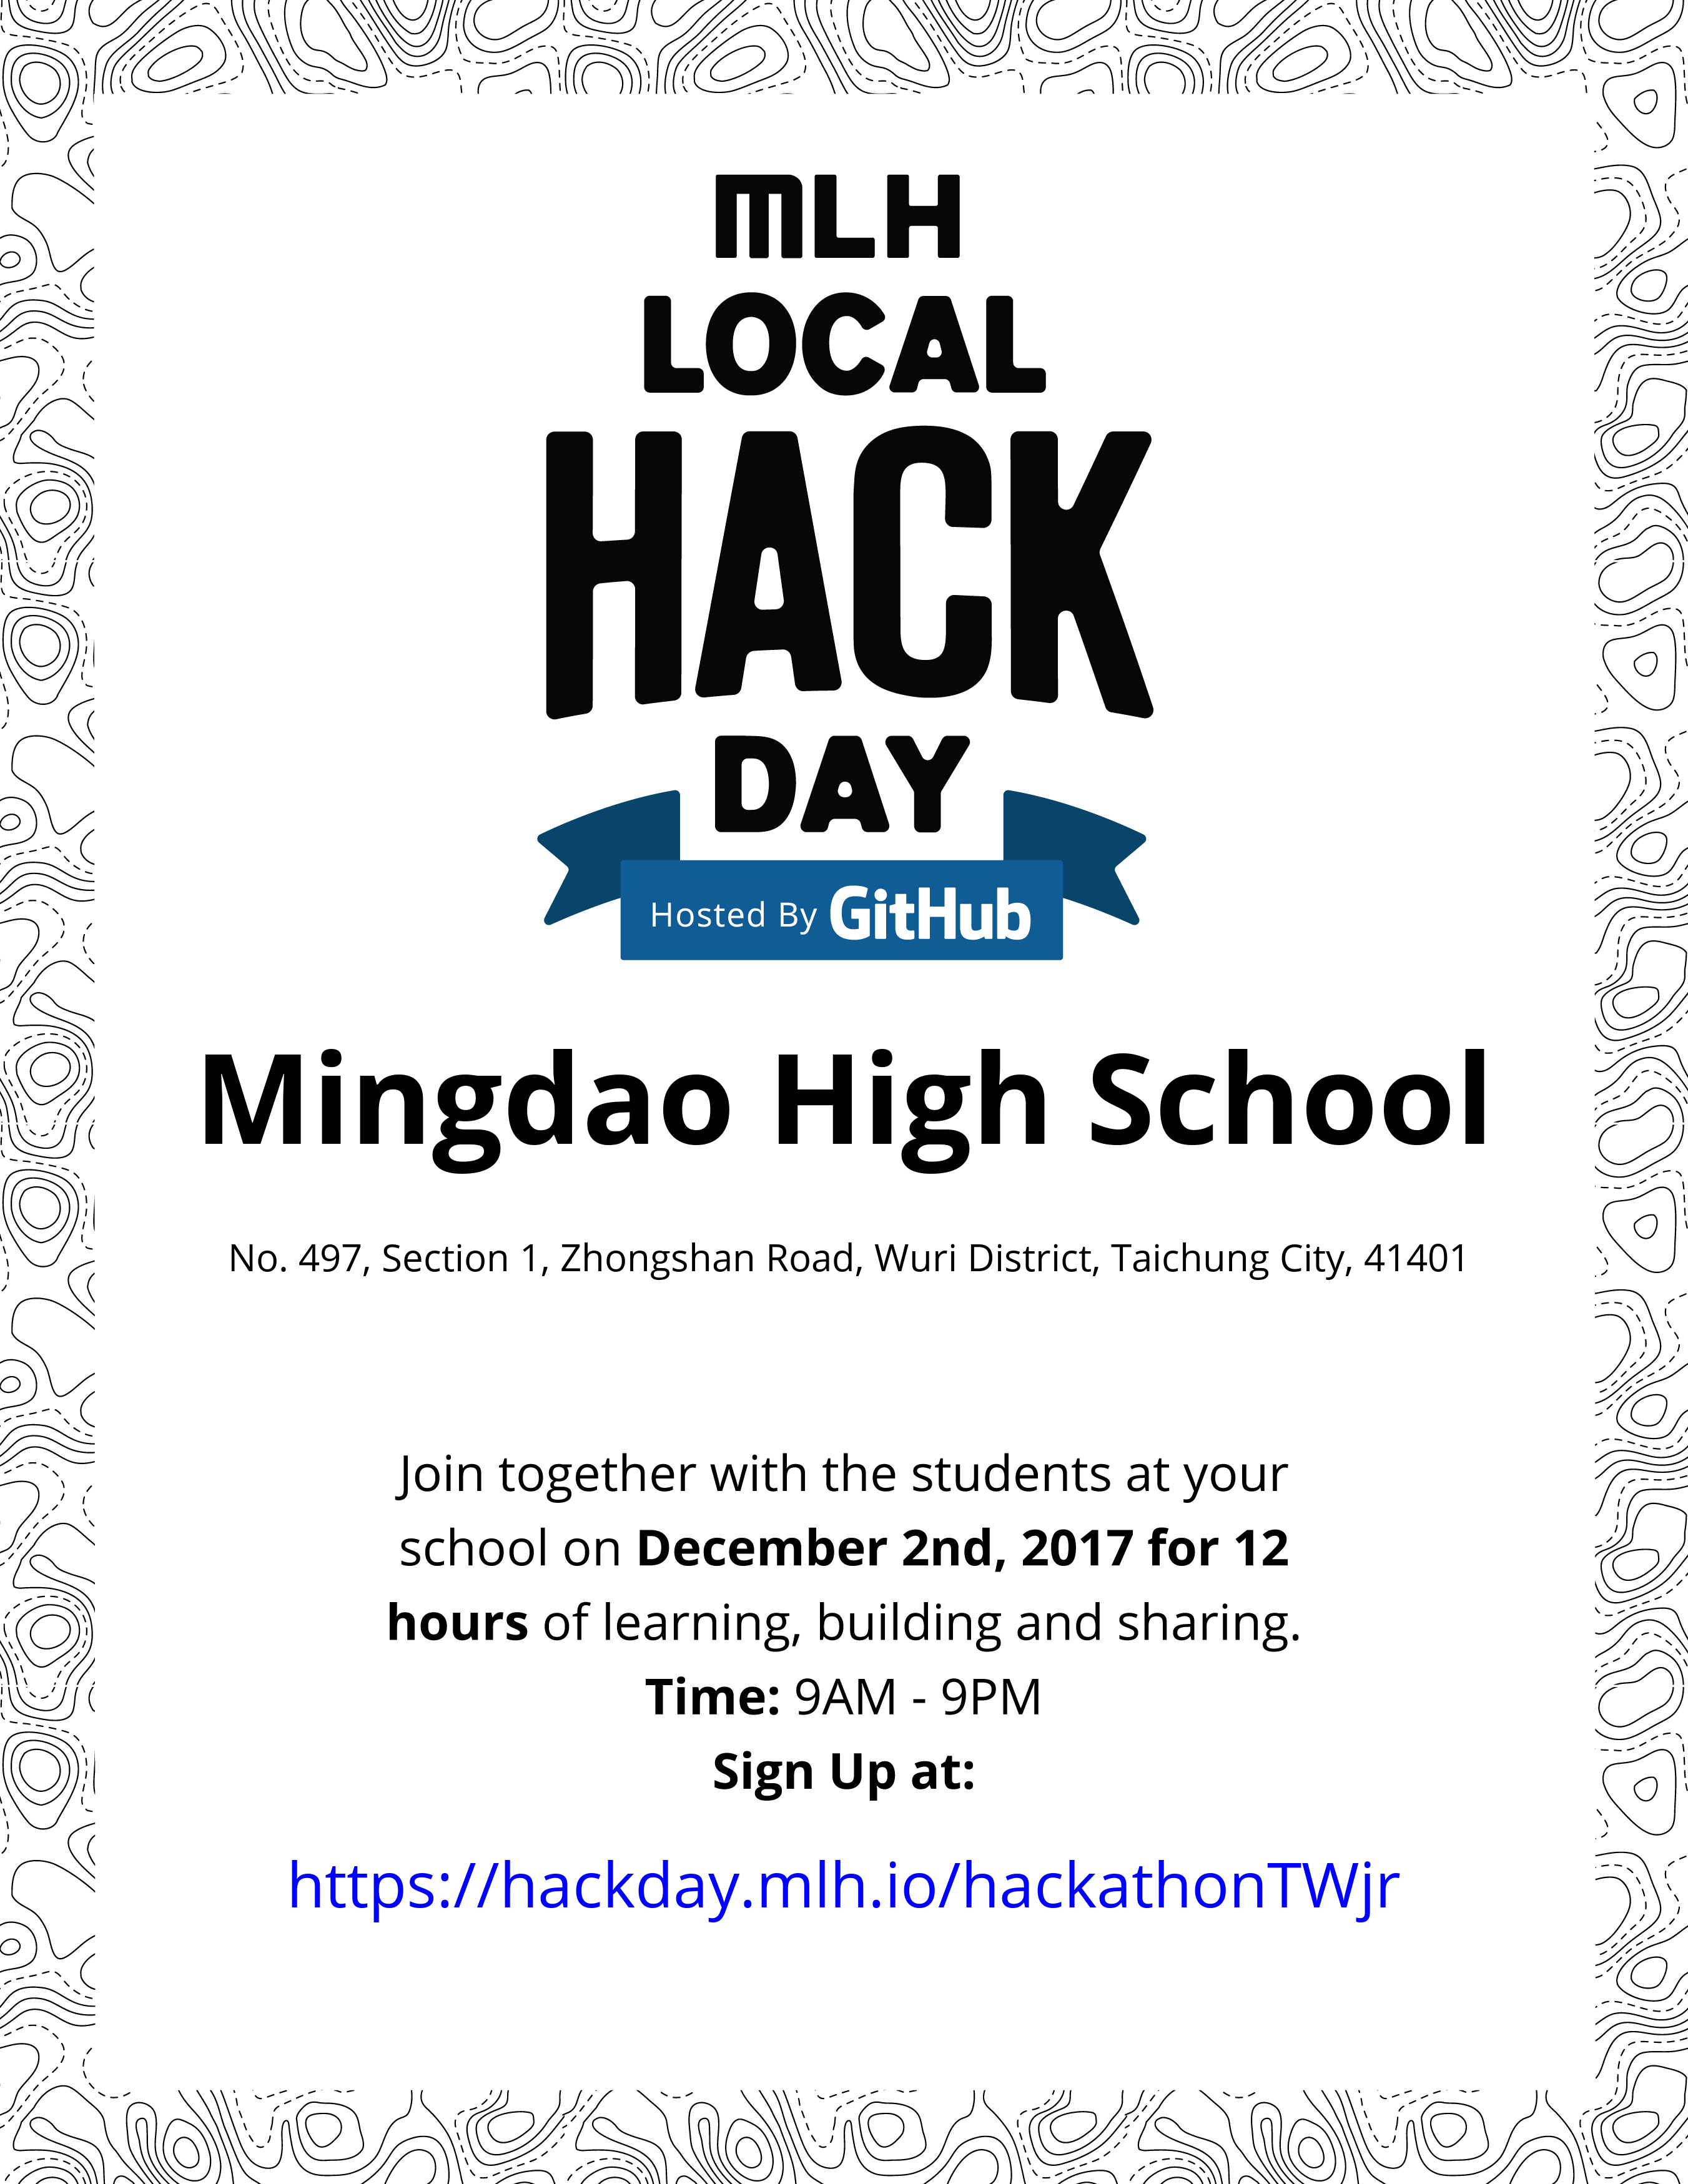 MLH
LOCAL
HACK
DAY
Hosted By GitHub
Mingdao High School
No. 497, Section 1, Zhongshan Road, Wuri District, Taichung City, 41401
Join together with the students at your
school on December 2nd, 2017 for 12
hours of learning, building and sharing.
Time: 9AM - 9PM
Sign Up at:
https://hackday.mlh.io/hackathonTWjr